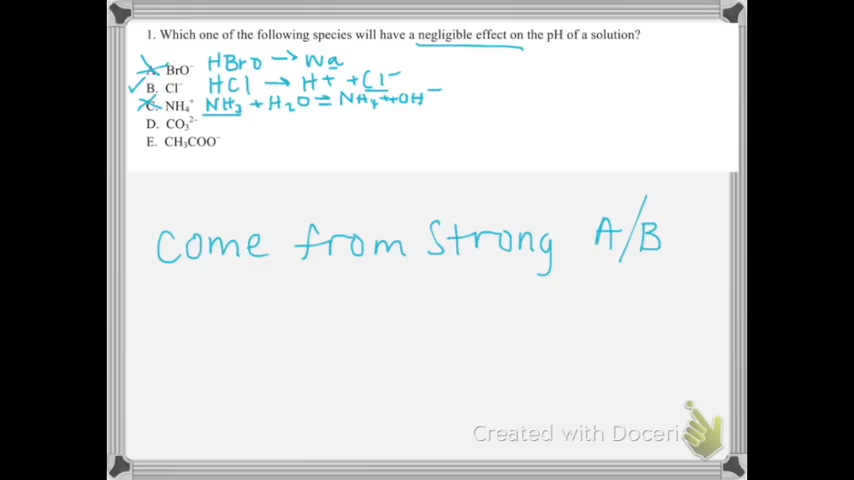 1. Which one of the following species will have a negligible effect on the pH of a solution?
A. BrO⁻ HBrO → Wa
✓ B. Cl⁻ HCl → H+ + Cl⁻
C. NH₄⁺ NH₃ + H₂O ⇌ NH₄⁺ + OH⁻
D. CO₃²⁻
E. CH₃COO⁻
Come from Strong A/B
Created with Doceri